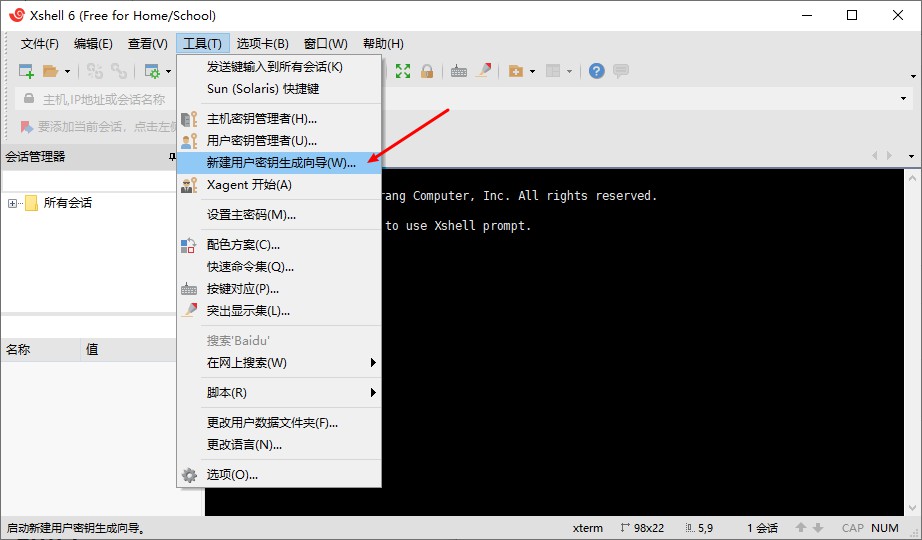 Xshell 6 (Free for Home/School)
文件(F) 编辑(E) 查看(V) 工具(T) 选项卡(B) 窗口(W) 帮助(H)
主机,IP地址或会话名称
要添加当前会话，点击左侧
会话管理器
所有会话
名称 值
发送键输入到所有会话(K)
Sun (Solaris) 快捷键
主机密钥管理者(H)...
用户密钥管理者(U)...
新建用户密钥生成向导(W)...
Xagent 开始(A)
设置主密码(M)...
配色方案(C)...
快速命令集(Q)...
按键对应(P)...
突出显示集(L)...
搜索'Baidu'
在网上搜索(W)
脚本(R)
更改用户数据文件夹(F)...
更改语言(N)...
选项(O)...
rang Computer, Inc. All rights reserved.
to use Xshell prompt.
启动新建用户密钥生成向导。 xterm 98x22 5,9 1 会话 CAP NUM